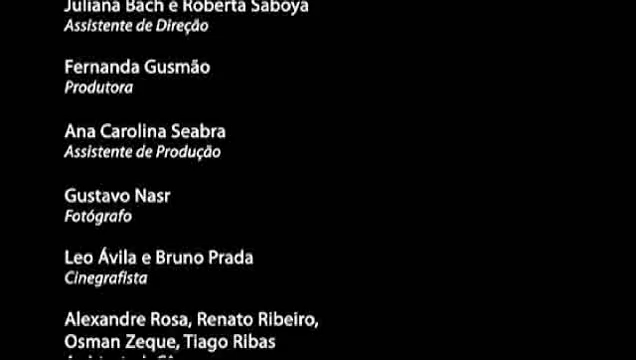 Juliana Bach e Roberta Saboya
Assistente de Direção
Fernanda Gusmão
Produtora
Ana Carolina Seabra
Assistente de Produção
Gustavo Nasr
Fotógrafo
Leo Ávila e Bruno Prada
Cinegrafista
Alexandre Rosa, Renato Ribeiro,
Osman Zeque, Tiago Ribas